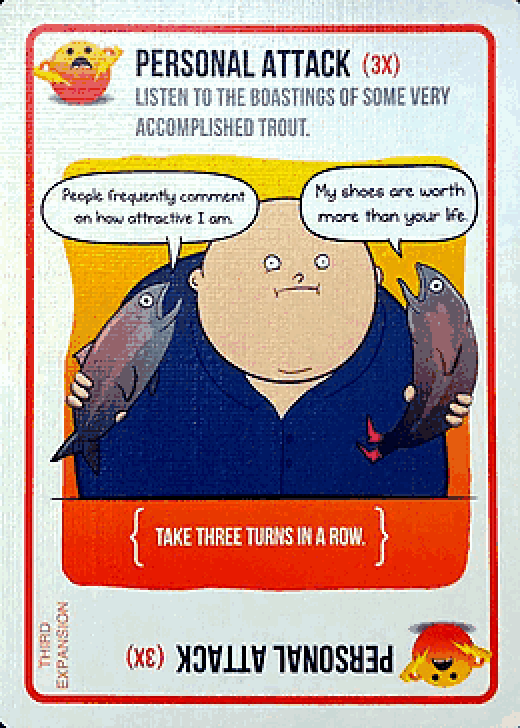 PERSONAL ATTACK (3X)
LISTEN TO THE BOASTINGS OF SOME VERY
ACCOMPLISHED TROUT.
People frequently comment
on how attractive I am.
My shoes are worth
more than your life.
{ TAKE THREE TURNS IN A ROW. }
THIRD
EXPANSION
PERSONAL ATTACK (3X)